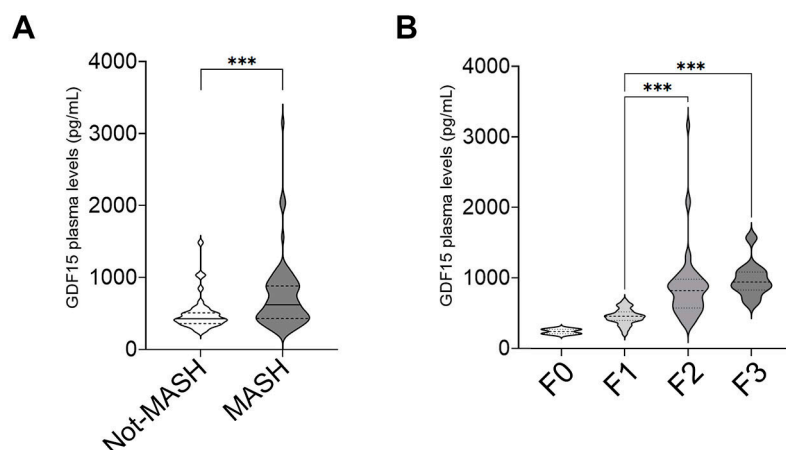 A
GDF15 plasma levels (pg/mL)
4000
3000
2000
1000
0
***
Not-MASH
MASH
B
GDF15 plasma levels (pg/mL)
4000
3000
2000
1000
0
***
***
F0
F1
F2
F3